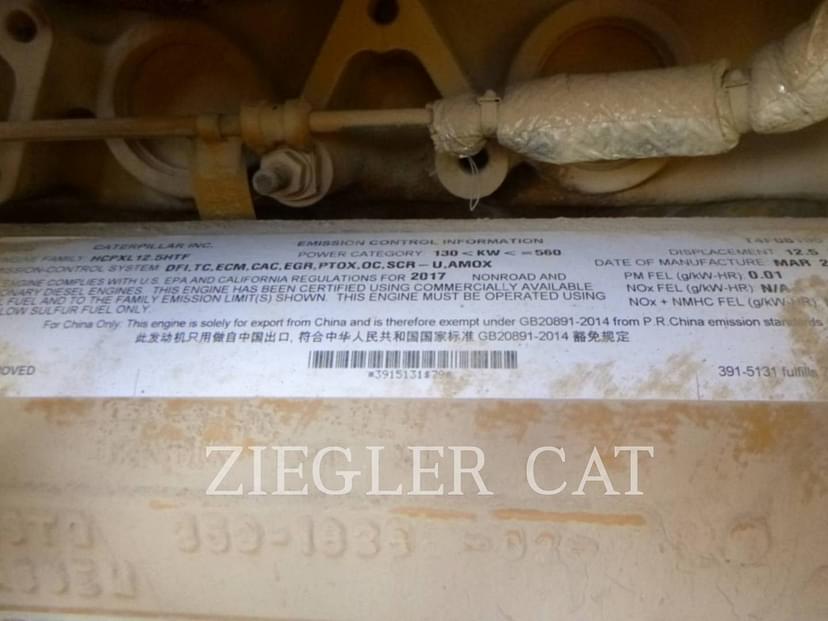 CATERPILLAR INC. EMISSION CONTROL
FAMILY: HCPXL12.5HTF POWER CATEGORY: 130 < KW < =560 DISPLACEMENT: 12.5
CONTROL SYSTEM: DFI,TC,ECM,CAC,EGR,PTOX,OC,SCR-U,AMOX DATE OF MANUFACTURE: MAR 2
ENGINE COMPLIES WITH U.S. EPA AND CALIFORNIA REGULATIONS FOR 2017 NONROAD AND PM FEL (g/kW-HR) 0.01
DIESEL ENGINES. THIS ENGINE HAS BEEN CERTIFIED USING COMMERCIALLY AVAILABLE NOx FEL (g/kW-HR) N/A
FUEL AND TO THE FAMILY EMISSION LIMIT(S) SHOWN. THIS ENGINE MUST BE OPERATED USING NOx + NMHC FEL (g/kW-HR)
LOW SULFUR FUEL ONLY.
For China Only: This engine is solely for export from China and is therefore exempt under GB20891-2014 from P.R.China emission standards
此发动机只用做自中国出口, 符合中华人民共和国国家标准 GB20891-2014 豁免规定
*3915131$29*
391-5131 fulfills
ZIEGLER CAT